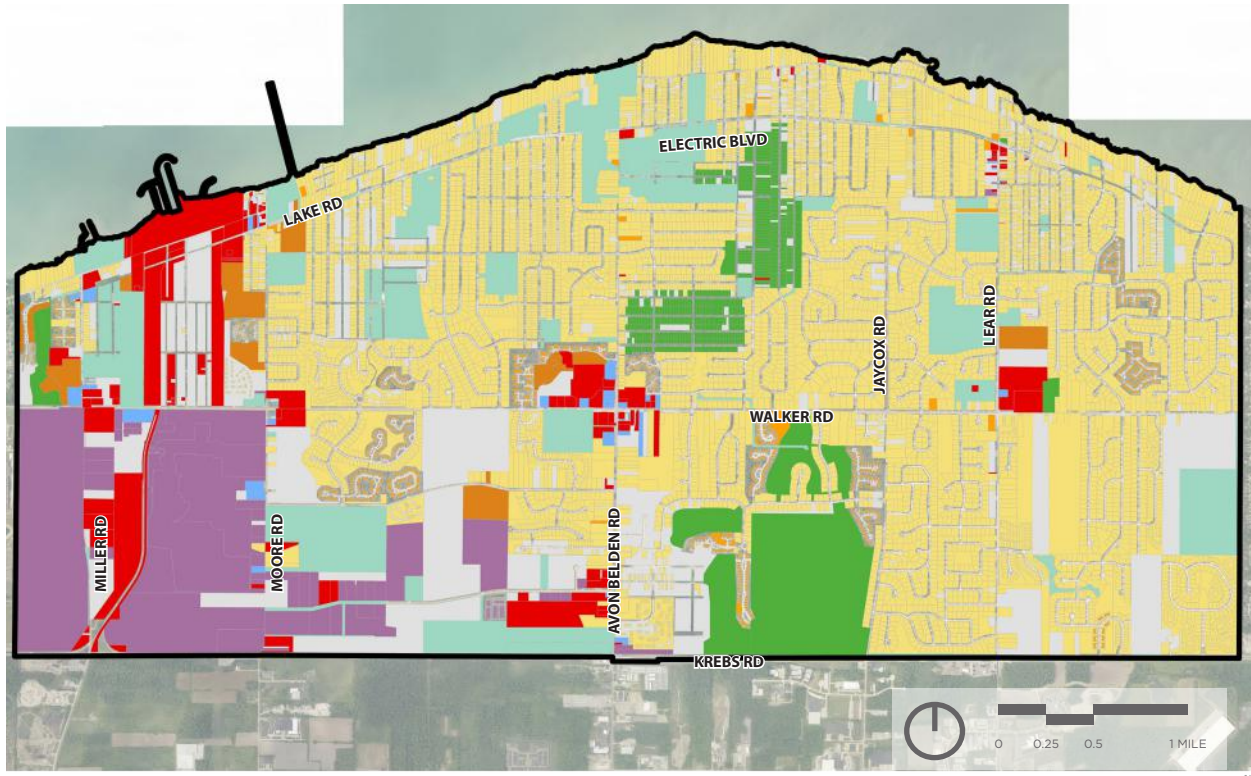 ELECTRIC BLVD
LAKE RD
LEAR RD
JAYCOX RD
WALKER RD
MILLER RD
MOORE RD
AVON BELDEN RD
KREBS RD
0 0.25 0.5 1 MILE